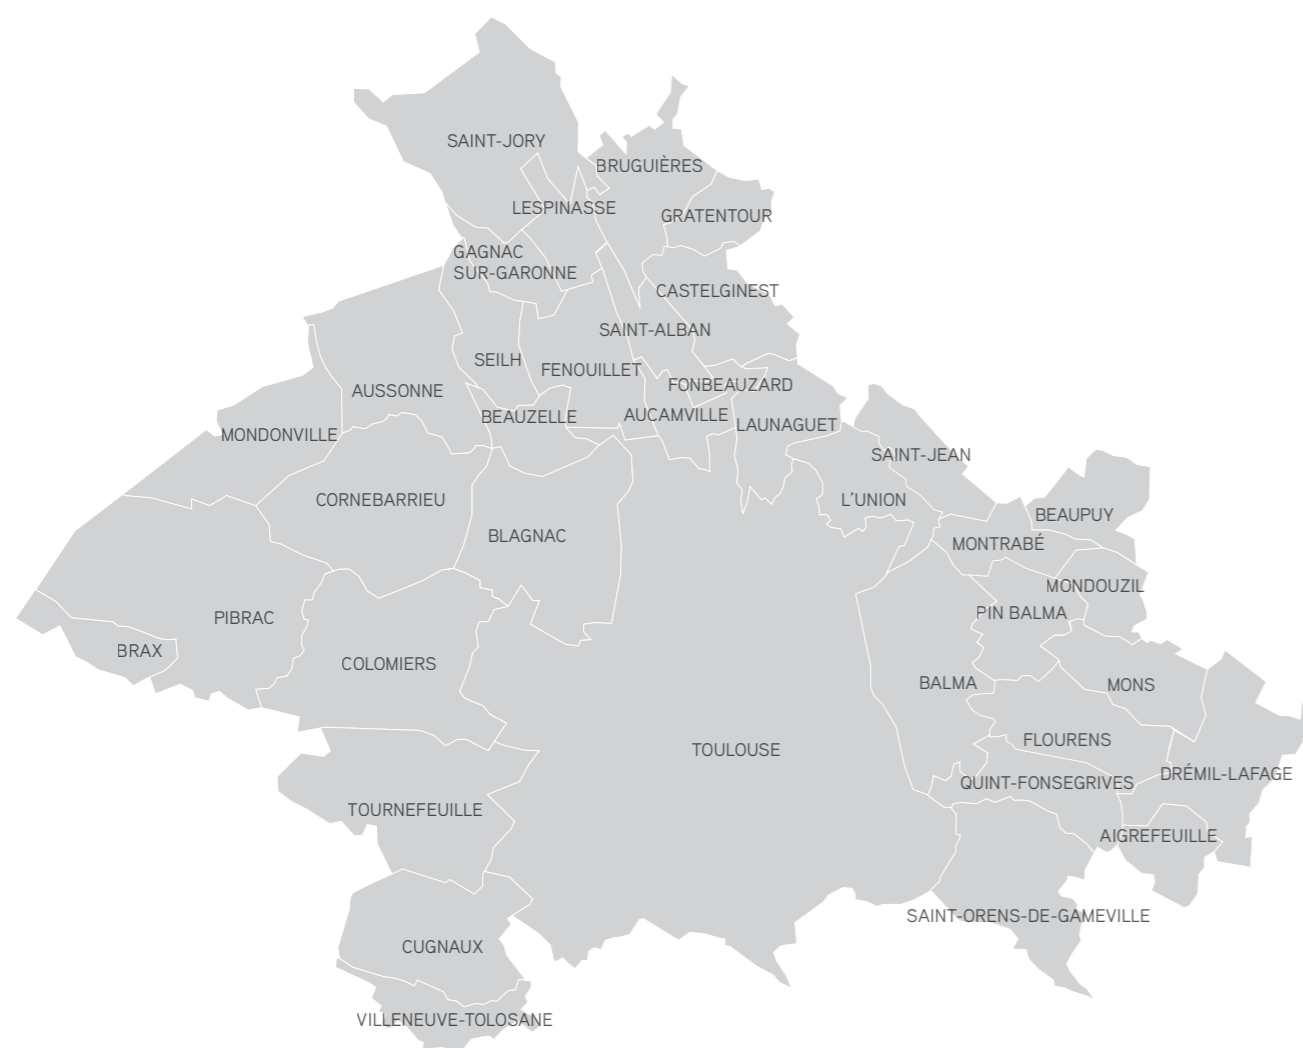 SAINT-JORY
BRUGUIÈRES
LESPINASSE
GRATENTOUR
GAGNAC
SUR-GARONNE
CASTELGINEST
SAINT-ALBAN
SEILH
FENOUILLET
FONBEAUZARD
AUSSONNE
BEAUZELLE
AUCAMVILLE
LAUNAGUET
MONDONVILLE
SAINT-JEAN
CORNEBARRIEU
L'UNION
BEAUPUY
BLAGNAC
MONTRABÉ
MONDOUZIL
PIN BALMA
PIBRAC
BRAX
COLOMIERS
BALMA
MONS
FLOURENS
TOULOUSE
DRÉMIL-LAFAGE
QUINT-FONSEGRIVES
TOURNEFEUILLE
AIGREFEUILLE
SAINT-ORENS-DE-GAMEVILLE
CUGNAUX
VILLENEUVE-TOLOSANE